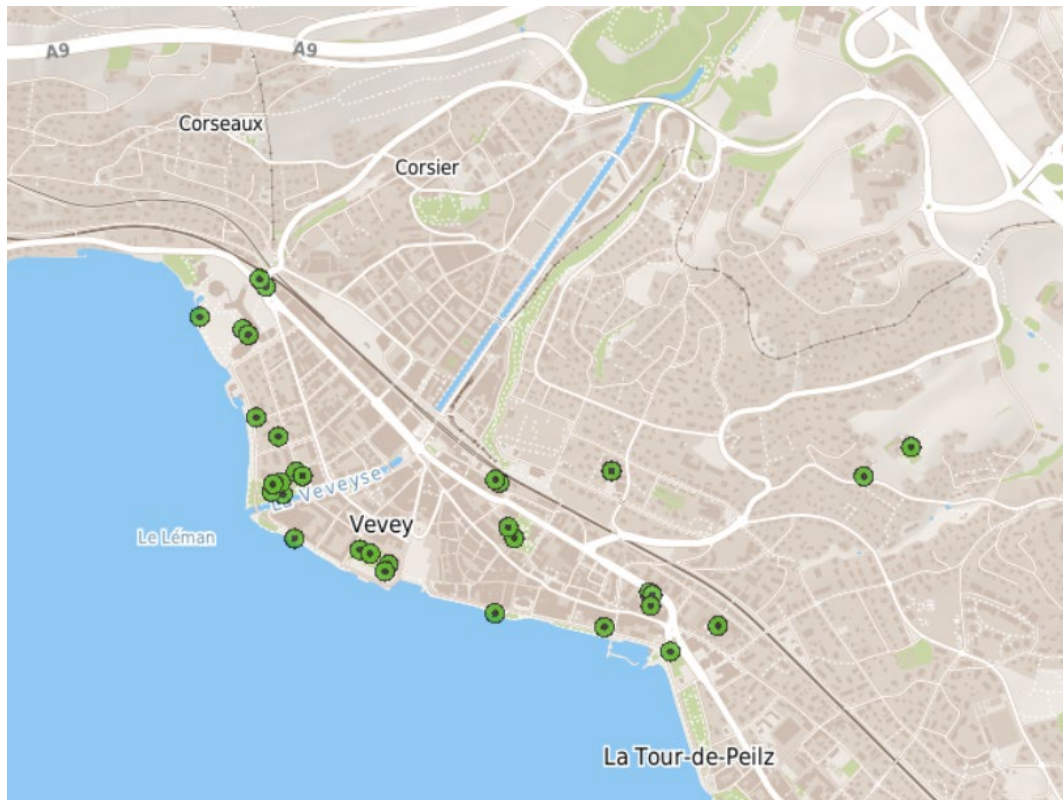 A9
A9
Corseaux
Corsier
La Veveyse
Vevey
Le Léman
La Tour-de-Peilz